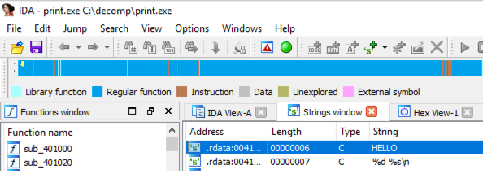 IDA - print.exe C:\decomp\print.exe
File Edit Jump Search View Options Windows Help
Library function Regular function Instruction Data Unexplored External symbol
Functions window IDA View-A Strings window Hex View-1
Function name Address Length Type String
sub_401000 .rdata:0041... 00000006 C HELLO
sub_401020 .rdata:0041... 00000007 C %d %s\n